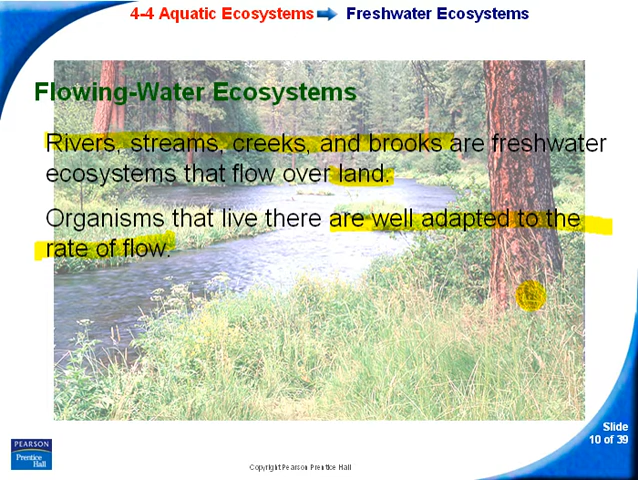 4-4 Aquatic Ecosystems Freshwater Ecosystems
Flowing-Water Ecosystems
Rivers, streams, creeks, and brooks are freshwater
ecosystems that flow over land.
Organisms that live there are well adapted to the
rate of flow.
Slide
10 of 39
PEARSON
Prentice
Hall
Copyright Pearson Prentice Hall